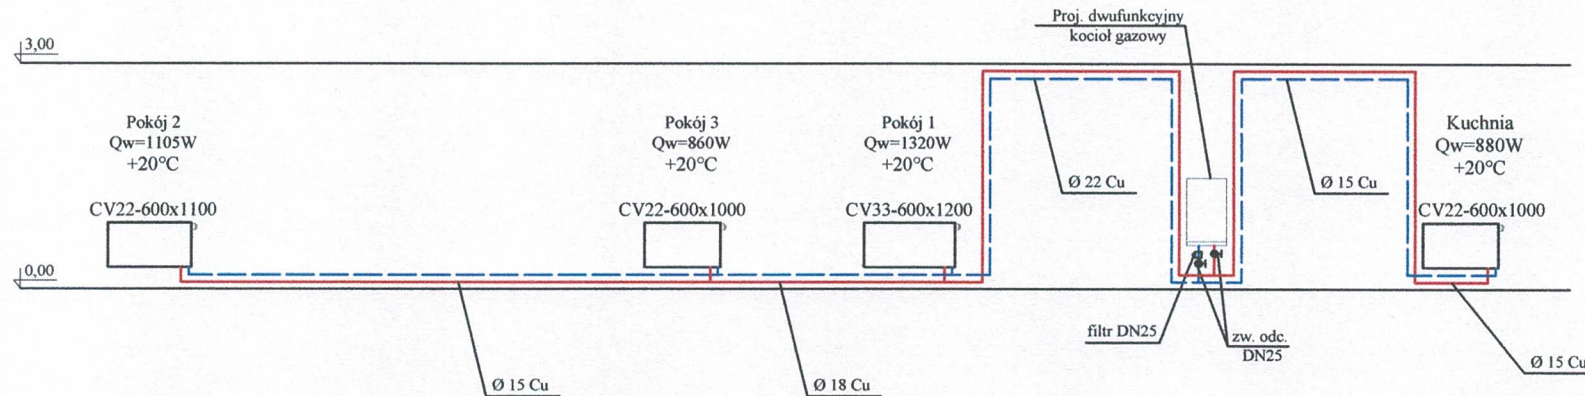 Proj. dwufunkcyjny
kocioł gazowy
3,00
Pokój 2
Qw=1105W
+20°C
CV22-600x1100
Pokój 3
Qw=860W
+20°C
CV22-600x1000
Pokój 1
Qw=1320W
+20°C
CV33-600x1200
Ø 22 Cu
Ø 15 Cu
Kuchnia
Qw=880W
+20°C
CV22-600x1000
0,00
filtr DN25
zw. odc.
DN25
Ø 15 Cu
Ø 18 Cu
Ø 15 Cu